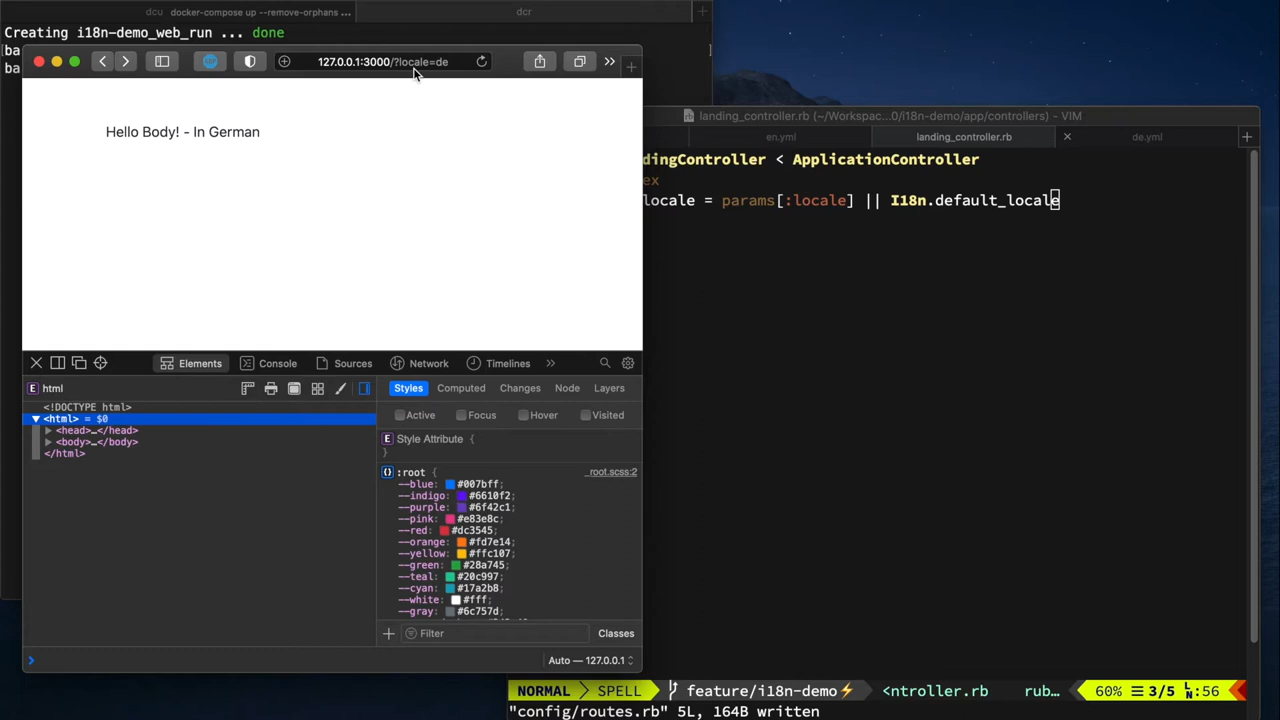 dcu docker-compose up --remove-orphans ...
dcr
Creating i18n-demo_web_run ... done
ba
ba
127.0.0.1:3000/?locale=de
Hello Body! - In German
landing_controller.rb (~/Workspac...0/i18n-demo/app/controllers) - VIM
en.yml
landing_controller.rb
de.yml
dingController < ApplicationController
ex
locale = params[:locale] || I18n.default_locale
Elements
Console
Sources
Network
Timelines
E html
Styles
Computed
Changes
Node
Layers
<!DOCTYPE html>
<html> = $0
<head>…</head>
<body>…</body>
</html>
Active
Focus
Hover
Visited
E Style Attribute {
}
:root {
_root.scss:2
--blue: #007bff;
--indigo: #6610f2;
--purple: #6f42c1;
--pink: #e83e8c;
--red: #dc3545;
--orange: #fd7e14;
--yellow: #ffc107;
--green: #28a745;
--teal: #20c997;
--cyan: #17a2b8;
--white: #fff;
--gray: #6c757d;
Filter
Classes
Auto — 127.0.0.1
NORMAL SPELL feature/i18n-demo⚡ <ntroller.rb rub… 60% ☰ 3/5 LN:56
"config/routes.rb" 5L, 164B written